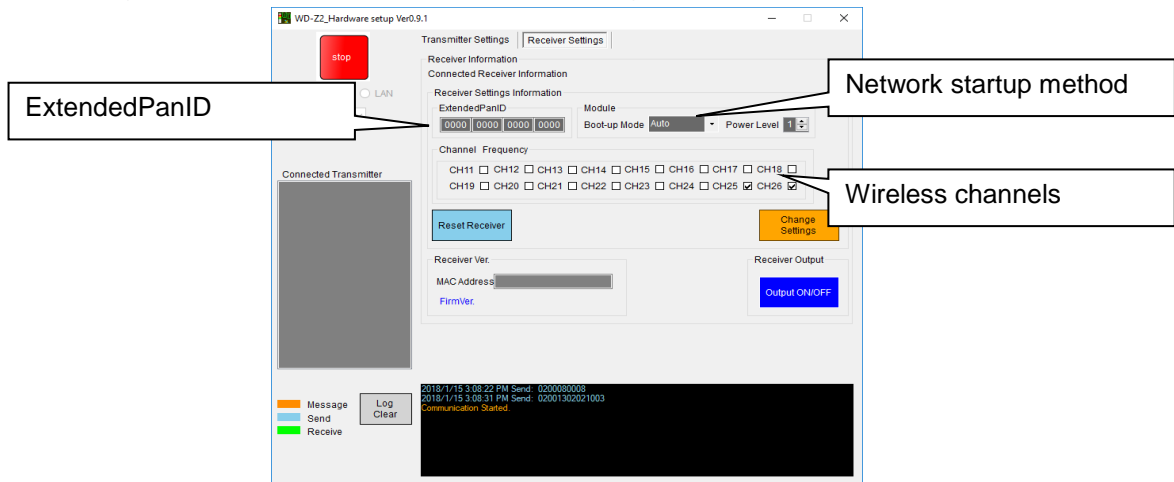 WD-Z2_Hardware setup Ver0.9.1
stop
Transmitter Settings
Receiver Settings
Receiver Information
Connected Receiver Information
LAN
Receiver Settings Information
ExtendedPanID
ExtendedPanID
0000 0000 0000 0000
Module
Boot-up Mode Auto
Power Level 1
Network startup method
Channel Frequency
CH11 CH12 CH13 CH14 CH15 CH16 CH17 CH18
CH19 CH20 CH21 CH22 CH23 CH24 CH25 CH26
Wireless channels
Connected Transmitter
Reset Receiver
Change
Settings
Receiver Ver.
MAC Address
FirmVer.
Receiver Output
Output ON/OFF
Message
Send
Receive
Log
Clear
2018/1/15 3:08:22 PM Send: 0200080008
2018/1/15 3:08:31 PM Send: 02001302021003
Communication Started.